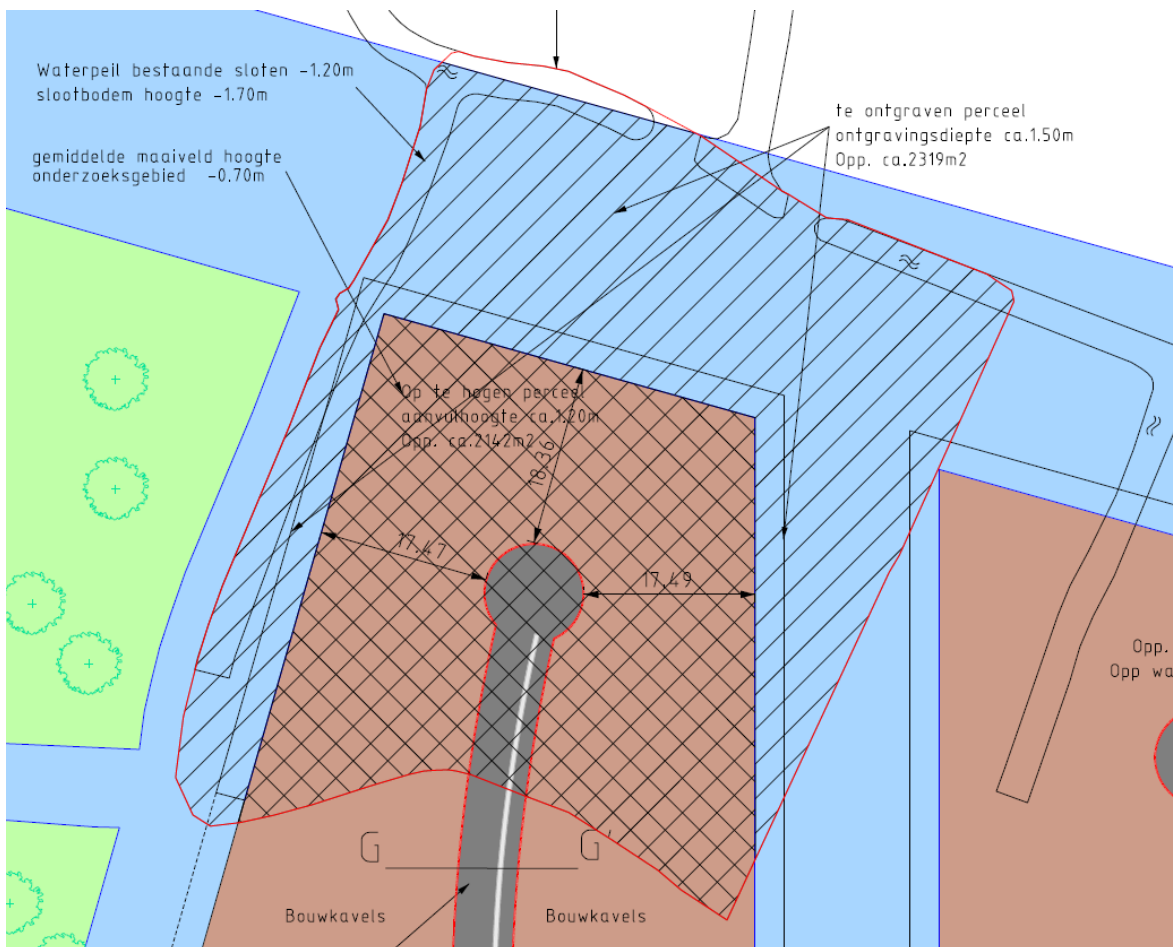 Waterpeil bestaande sloten -1.20m
slootbodem hoogte -1.70m
te ontgraven perceel
ontgravingsdiepte ca.1.50m
Opp. ca.2319m2
gemiddelde maaiveld hoogte
onderzoeksgebied -0.70m
Op te hogen perceel
aanvulhoogte ca.1.20m
Opp. ca.2142m2
18.36
17.47
17.49
Opp.
Opp wa
G G'
Bouwkavels Bouwkavels